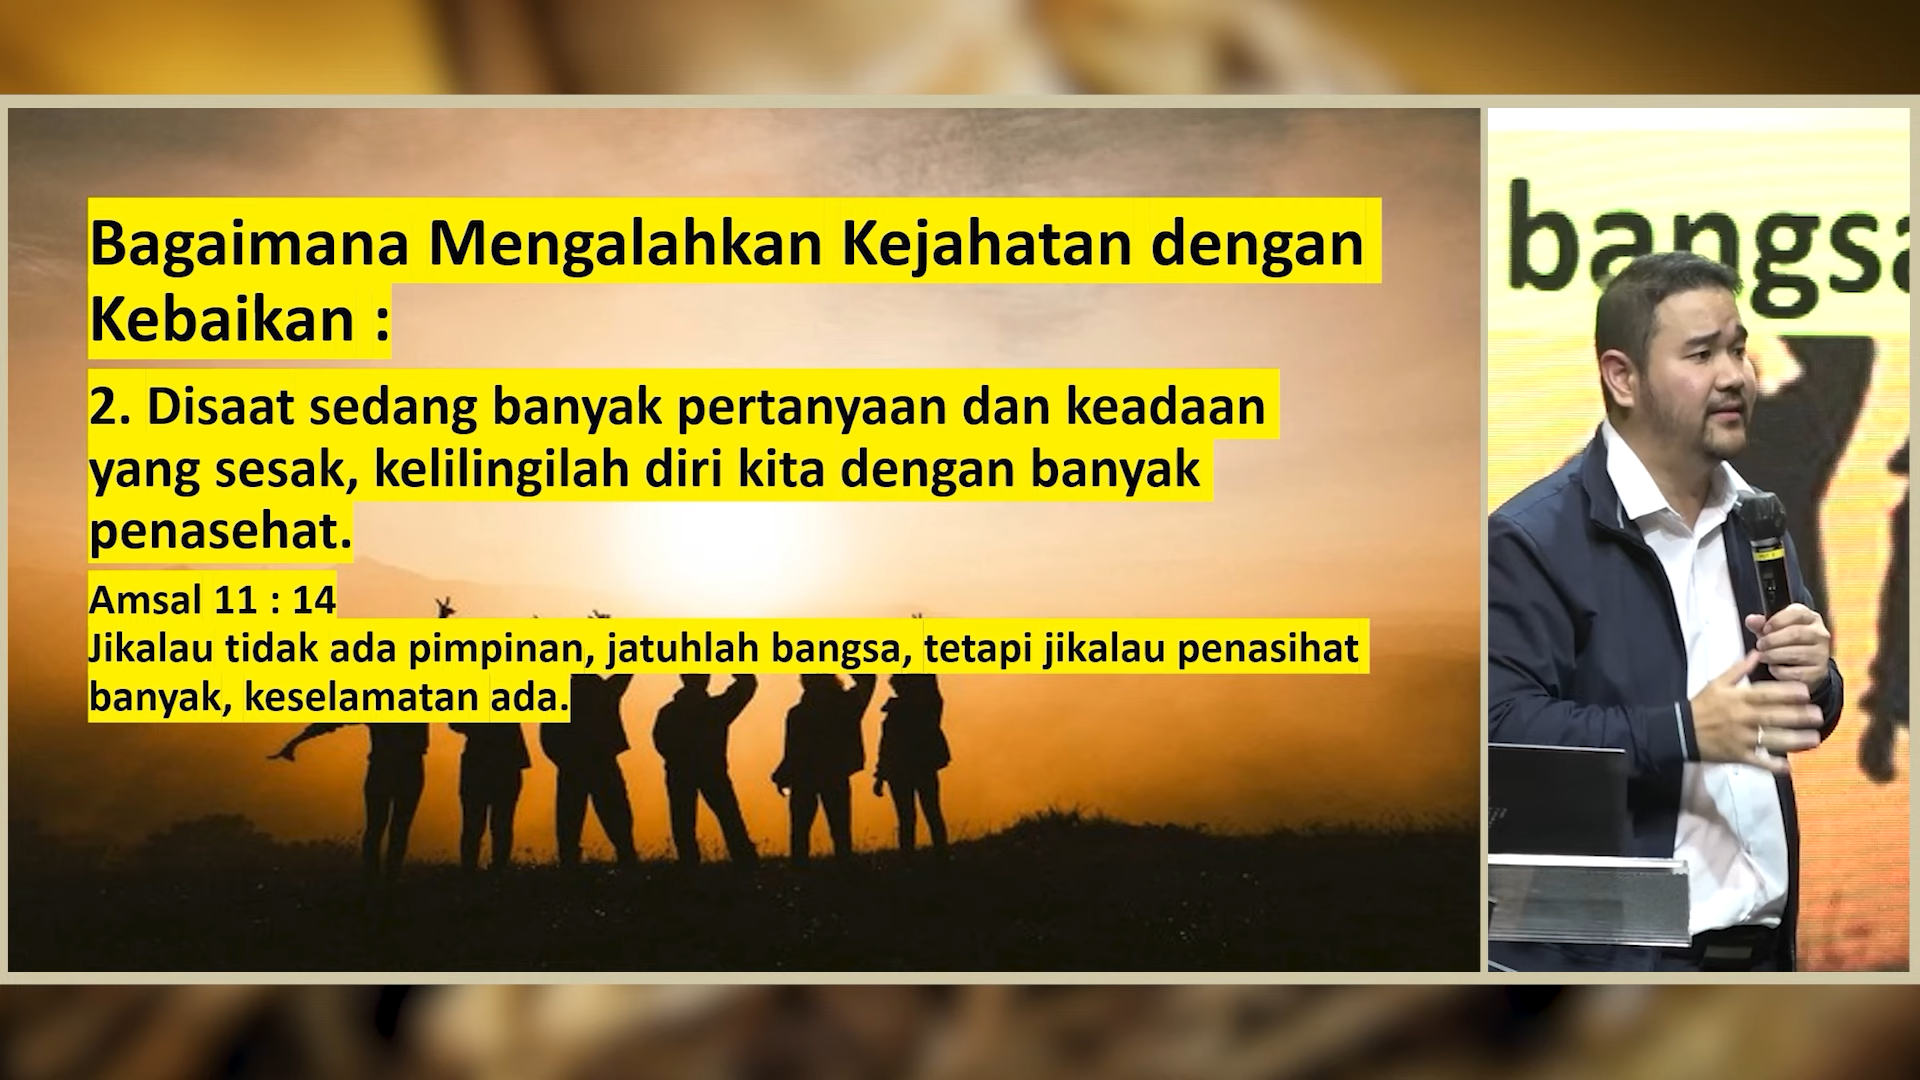 Bagaimana Mengalahkan Kejahatan dengan
Kebaikan :
2. Disaat sedang banyak pertanyaan dan keadaan
yang sesak, kelilingilah diri kita dengan banyak
penasehat.
Amsal 11 : 14
Jikalau tidak ada pimpinan, jatuhlah bangsa, tetapi jikalau penasihat
banyak, keselamatan ada.
bangsa